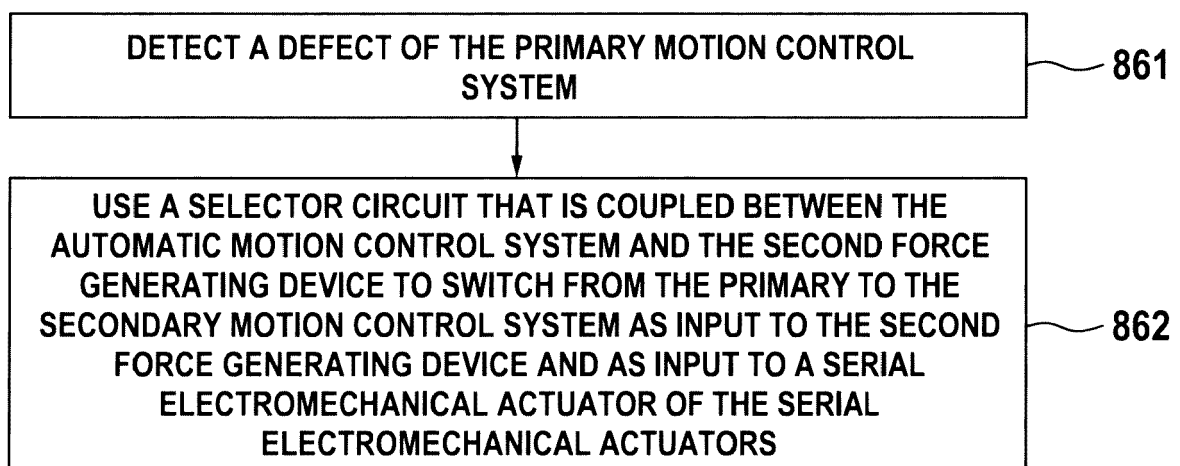 DETECT A DEFECT OF THE PRIMARY MOTION CONTROL
SYSTEM
861
USE A SELECTOR CIRCUIT THAT IS COUPLED BETWEEN THE
AUTOMATIC MOTION CONTROL SYSTEM AND THE SECOND FORCE
GENERATING DEVICE TO SWITCH FROM THE PRIMARY TO THE
SECONDARY MOTION CONTROL SYSTEM AS INPUT TO THE SECOND
FORCE GENERATING DEVICE AND AS INPUT TO A SERIAL
ELECTROMECHANICAL ACTUATOR OF THE SERIAL
ELECTROMECHANICAL ACTUATORS
862